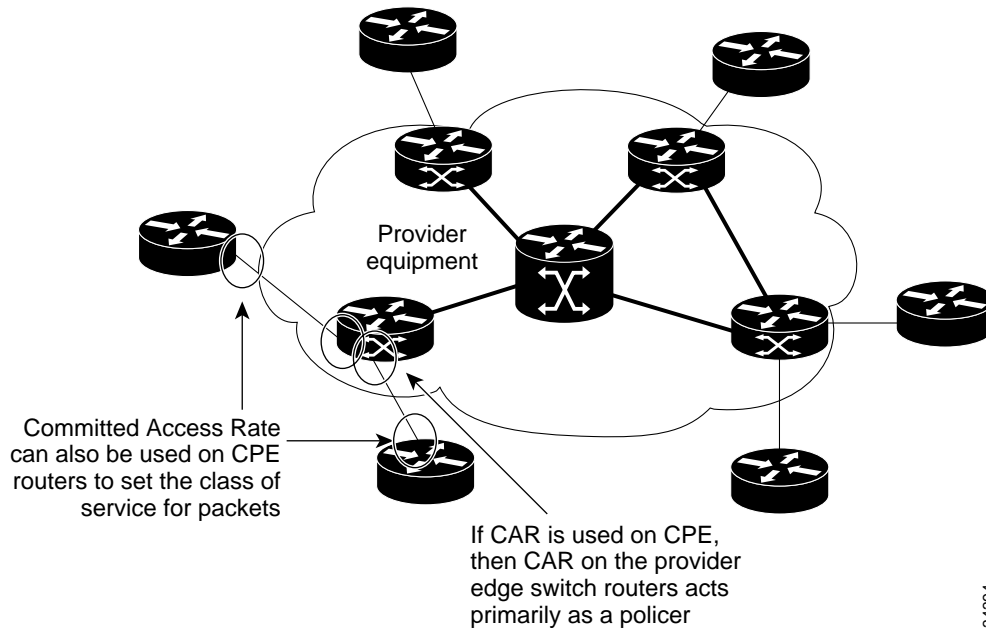 Provider
equipment
Committed Access Rate
can also be used on CPE
routers to set the class of
service for packets
If CAR is used on CPE,
then CAR on the provider
edge switch routers acts
primarily as a policer